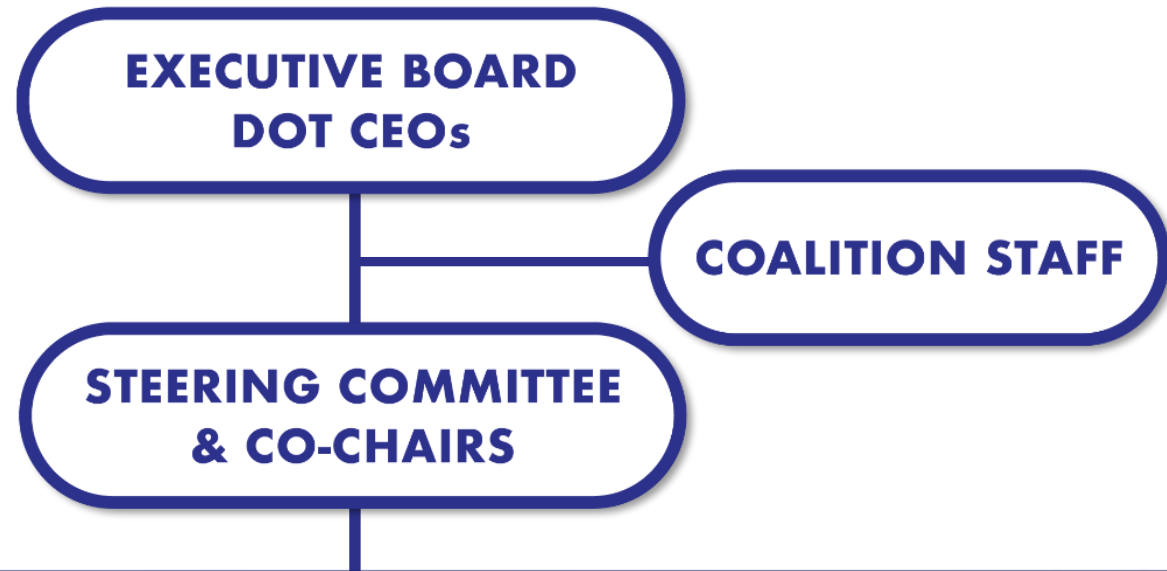 EXECUTIVE BOARD
DOT CEOs
COALITION STAFF
STEERING COMMITTEE
& CO-CHAIRS